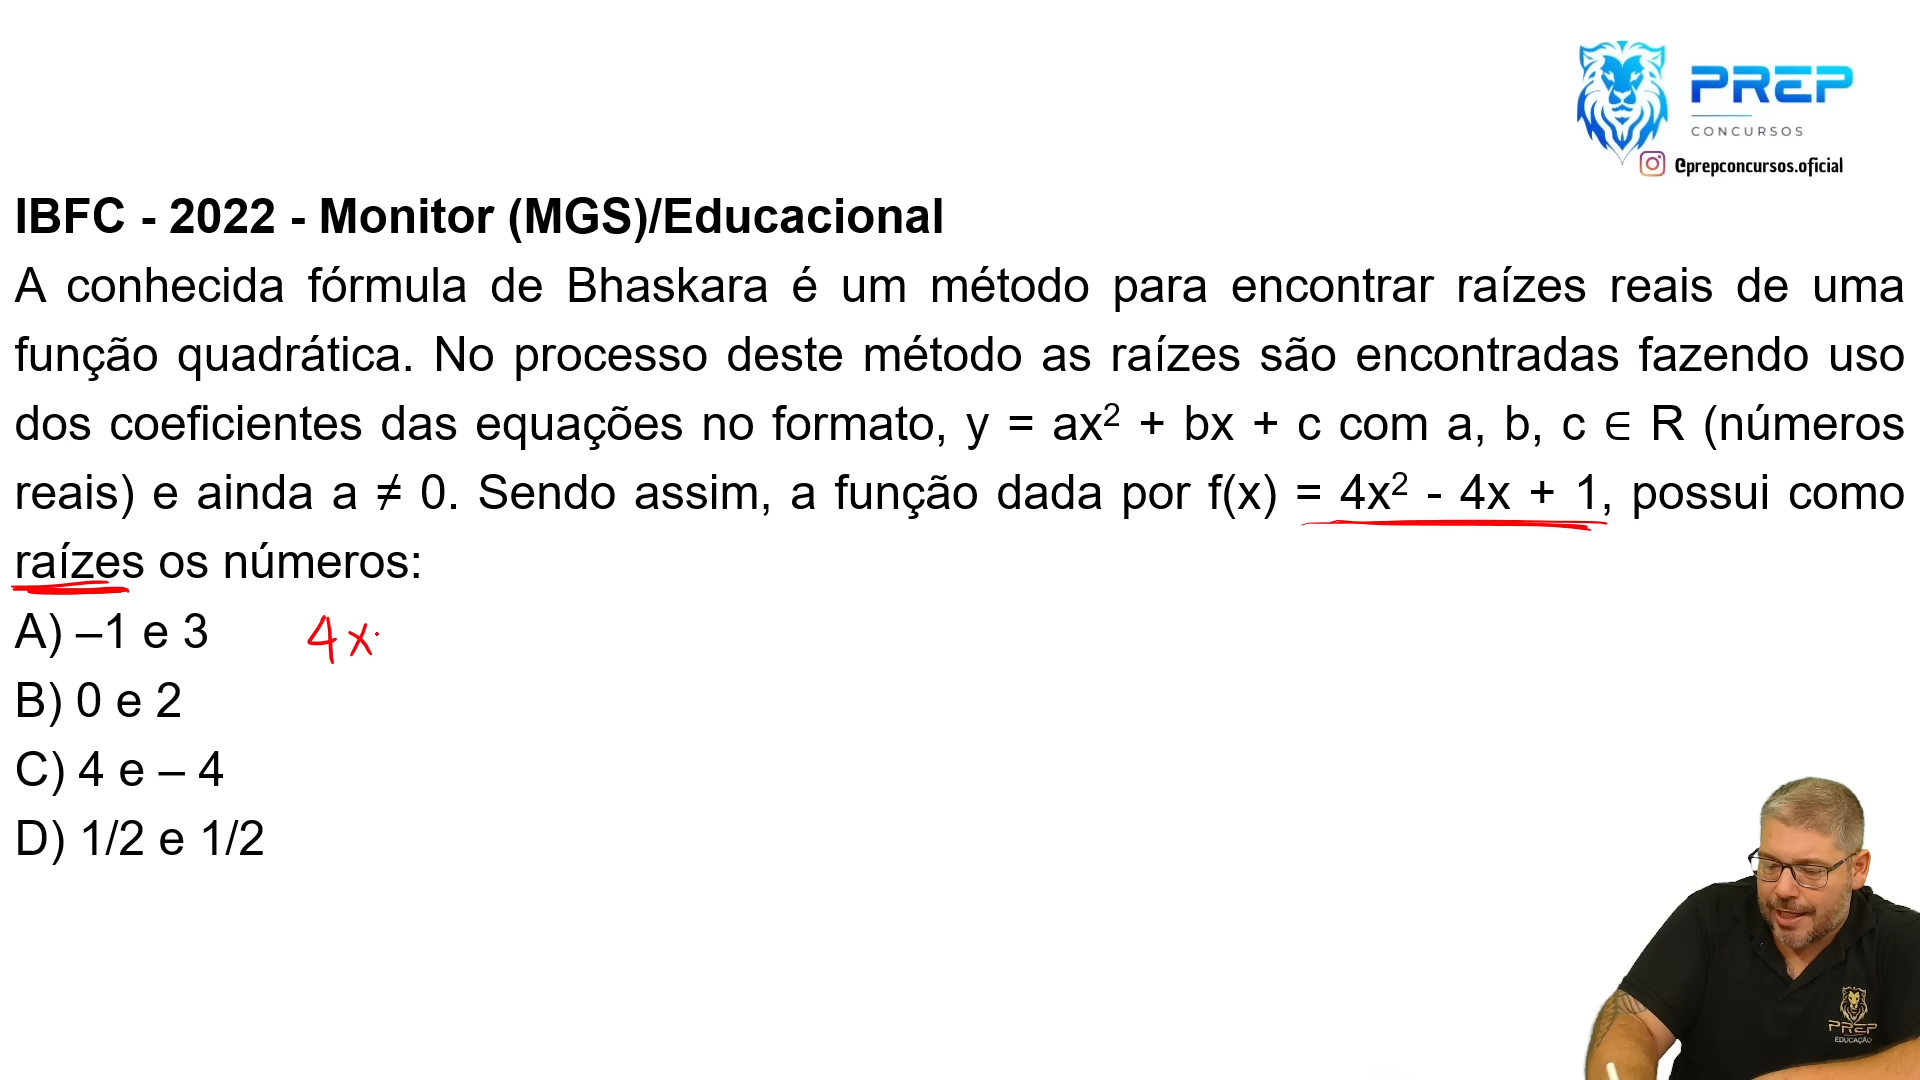 PREP
CONCURSOS
@prepconcursos.oficial
IBFC - 2022 - Monitor (MGS)/Educacional
A conhecida fórmula de Bhaskara é um método para encontrar raízes reais de uma
função quadrática. No processo deste método as raízes são encontradas fazendo uso
dos coeficientes das equações no formato, y = ax² + bx + c com a, b, c ∈ R (números
reais) e ainda a ≠ 0. Sendo assim, a função dada por f(x) = 4x² - 4x + 1, possui como
raízes os números:
A) –1 e 3
4x
B) 0 e 2
C) 4 e – 4
D) 1/2 e 1/2
PREP
EDUCAÇÃO